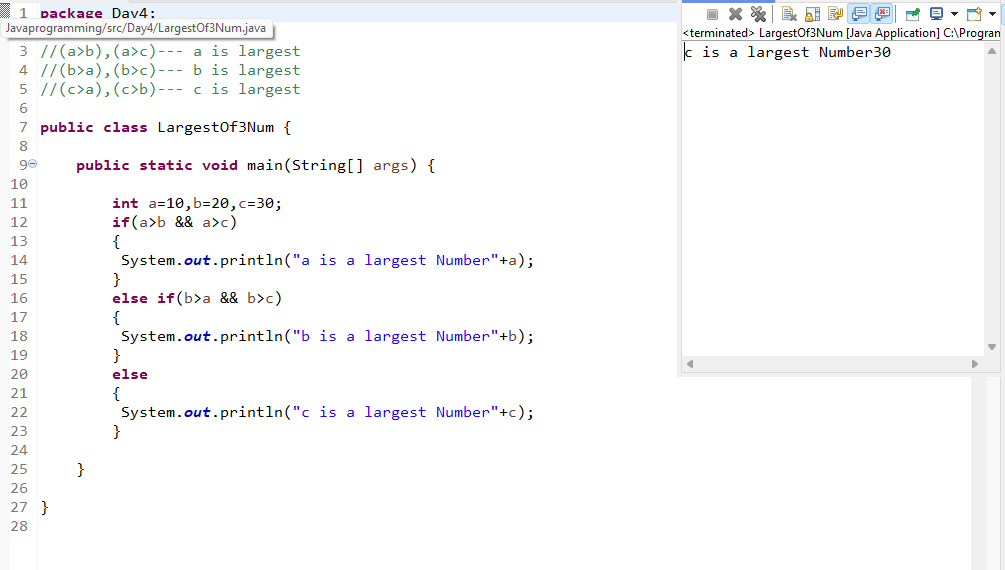 1 package Day4;
Javaprogramming/src/Day4/LargestOf3Num.java
3 //(a>b),(a>c)--- a is largest
4 //(b>a),(b>c)--- b is largest
5 //(c>a),(c>b)--- c is largest
6
7 public class LargestOf3Num {
8
9 public static void main(String[] args) {
10
11 int a=10,b=20,c=30;
12 if(a>b && a>c)
13 {
14 System.out.println("a is a largest Number"+a);
15 }
16 else if(b>a && b>c)
17 {
18 System.out.println("b is a largest Number"+b);
19 }
20 else
21 {
22 System.out.println("c is a largest Number"+c);
23 }
24
25 }
26
27 }
28
<terminated> LargestOf3Num [Java Application] C:\Program
c is a largest Number30